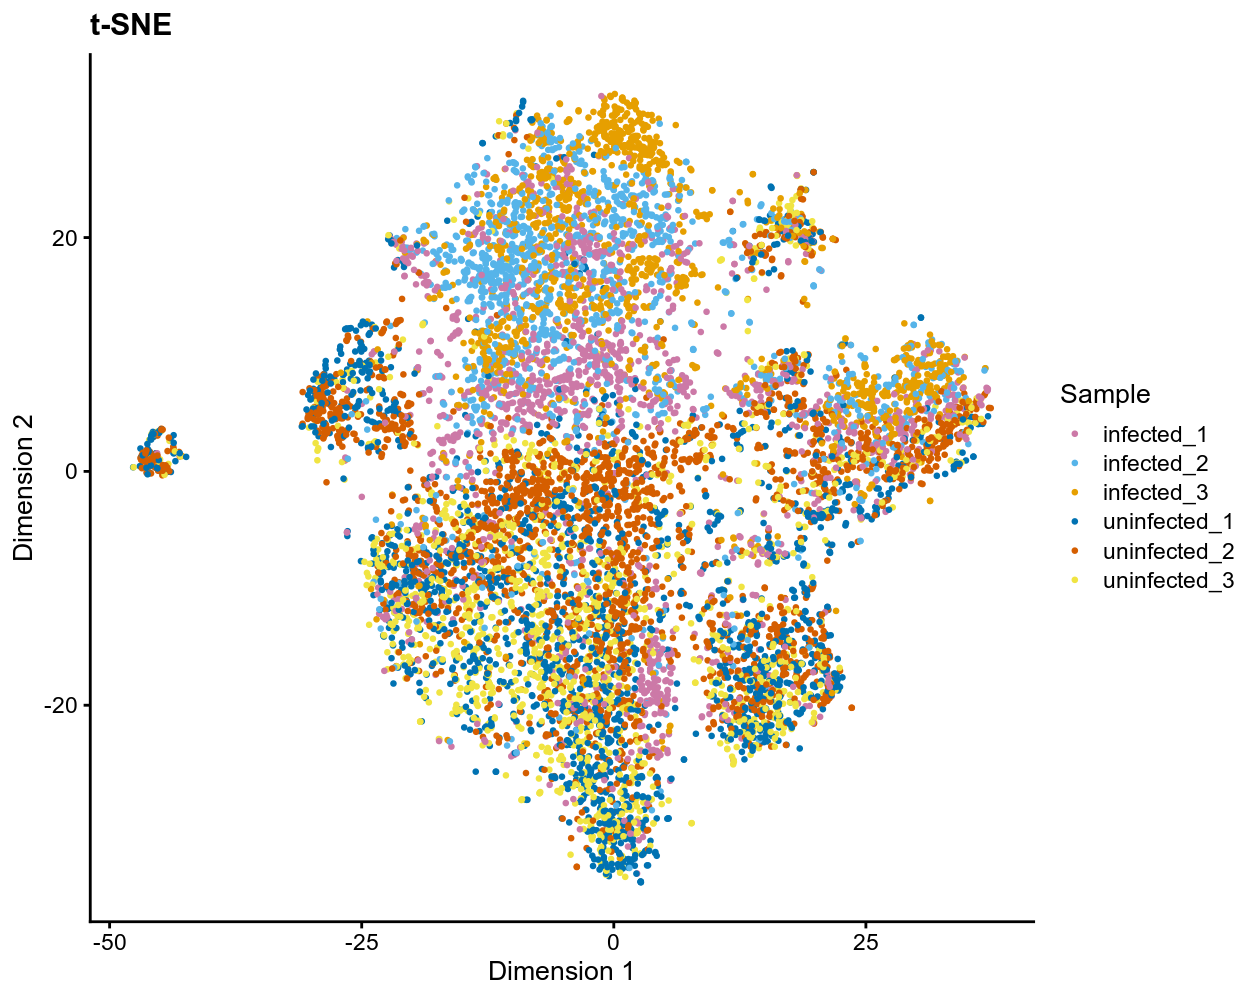 t-SNE
20
0
-20
Dimension 2
-50
-25
0
25
Dimension 1
Sample
infected_1
infected_2
infected_3
uninfected_1
uninfected_2
uninfected_3